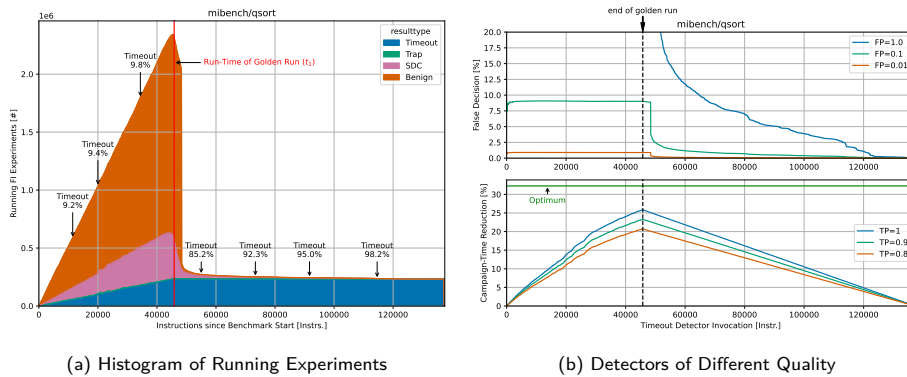 mibench/qsort
1e6
resulttype
Timeout
Trap
SDC
Benign
Timeout
9.8%
Run-Time of Golden Run (t₁)
Timeout
9.4%
Timeout
9.2%
Timeout
85.2%
Timeout
92.3%
Timeout
95.0%
Timeout
98.2%
Running FI Experiments [#]
2.5
2.0
1.5
1.0
0.5
0.0
0 20000 40000 60000 80000 100000 120000
Instructions since Benchmark Start [Instrs.]
(a) Histogram of Running Experiments
end of golden run
mibench/qsort
False Decision [%]
20.0
17.5
15.0
12.5
10.0
7.5
5.0
2.5
0.0
FP=1.0
FP=0.1
FP=0.01
0 20000 40000 60000 80000 100000 120000
Campaign-Time Reduction [%]
30
25
20
15
10
5
0
Optimum
TP=1
TP=0.9
TP=0.8
0 20000 40000 60000 80000 100000 120000
Timeout Detector Invocation [Instr.]
(b) Detectors of Different Quality